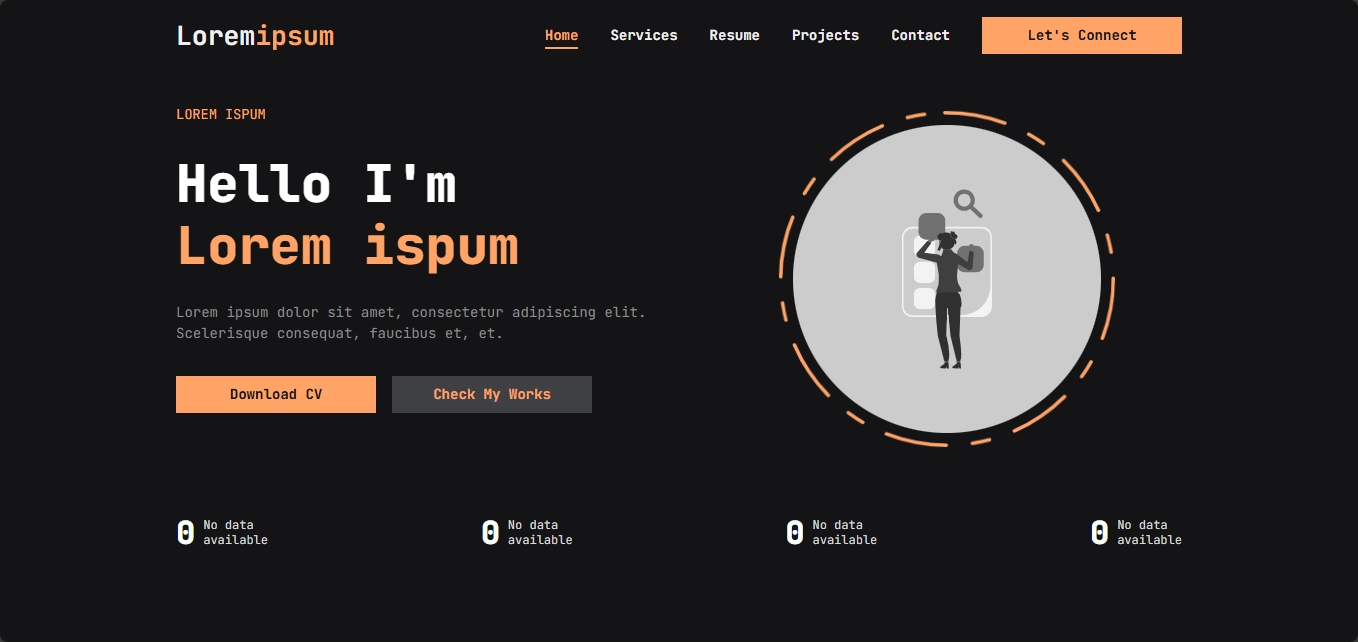 Loremipsum
Home Services Resume Projects Contact Let's Connect
LOREM ISPUM
Hello I'm
Lorem ispum
Lorem ipsum dolor sit amet, consectetur adipiscing elit.
Scelerisque consequat, faucibus et, et.
Download CV Check My Works
0 No data available
0 No data available
0 No data available
0 No data available